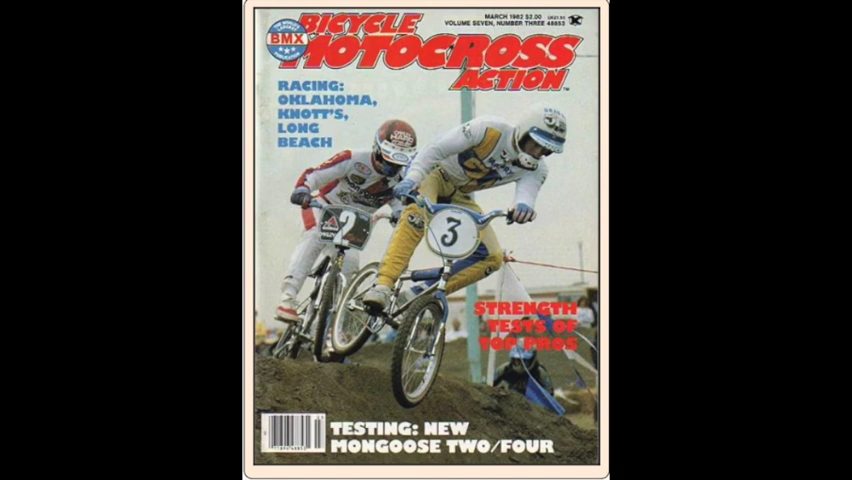 MARCH 1982 $2.00
VOLUME SEVEN, NUMBER THREE 48653
BICYCLE
MOTOCROSS
ACTION
BMX
RACING:
OKLAHOMA,
KNOTT'S,
LONG
BEACH
2
3
STRENGTH
TESTS OF
TOP PROS
TESTING: NEW
MONGOOSE TWO/FOUR